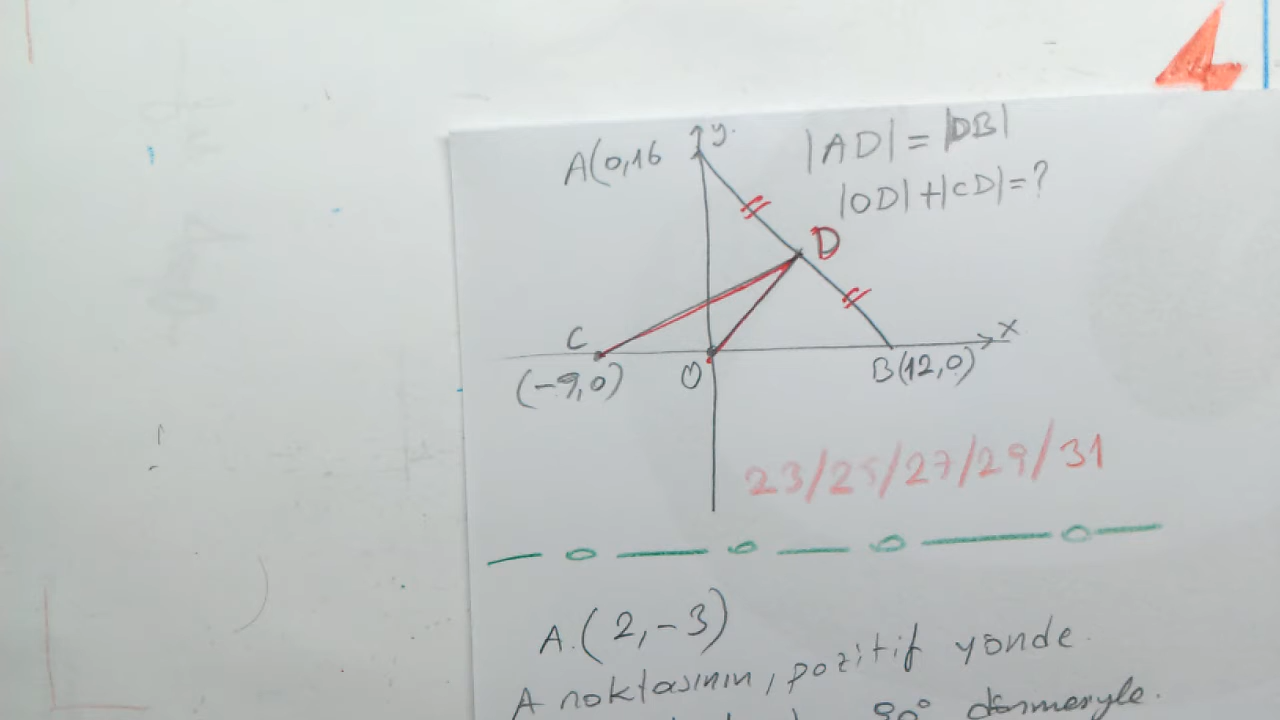 y
A(0,16
|AD| = |DB|
|OD|+|CD|=?
D
C
x
(-9,0)
O
B(12,0)
23/25/27/29/31
A.(2,-3)
A noktasının, pozitif yönde
90° dönmesiyle.